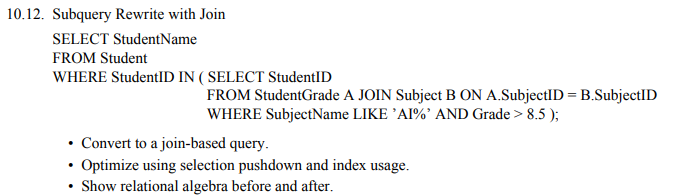 10.12. Subquery Rewrite with Join
SELECT StudentName
FROM Student
WHERE StudentID IN ( SELECT StudentID
FROM StudentGrade A JOIN Subject B ON A.SubjectID = B.SubjectID
WHERE SubjectName LIKE ’AI%’ AND Grade > 8.5 );
• Convert to a join-based query.
• Optimize using selection pushdown and index usage.
• Show relational algebra before and after.